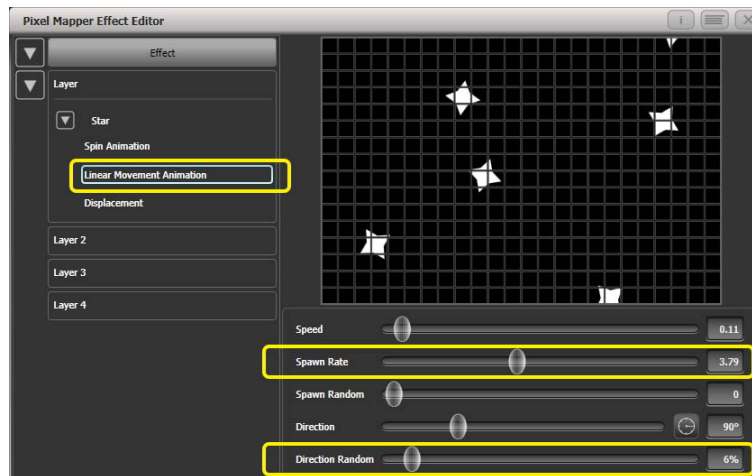 Pixel Mapper Effect Editor
Effect
Layer
Star
Spin Animation
Linear Movement Animation
Displacement
Layer 2
Layer 3
Layer 4
Speed 0.11
Spawn Rate 3.79
Spawn Random 0
Direction 90º
Direction Random 6%